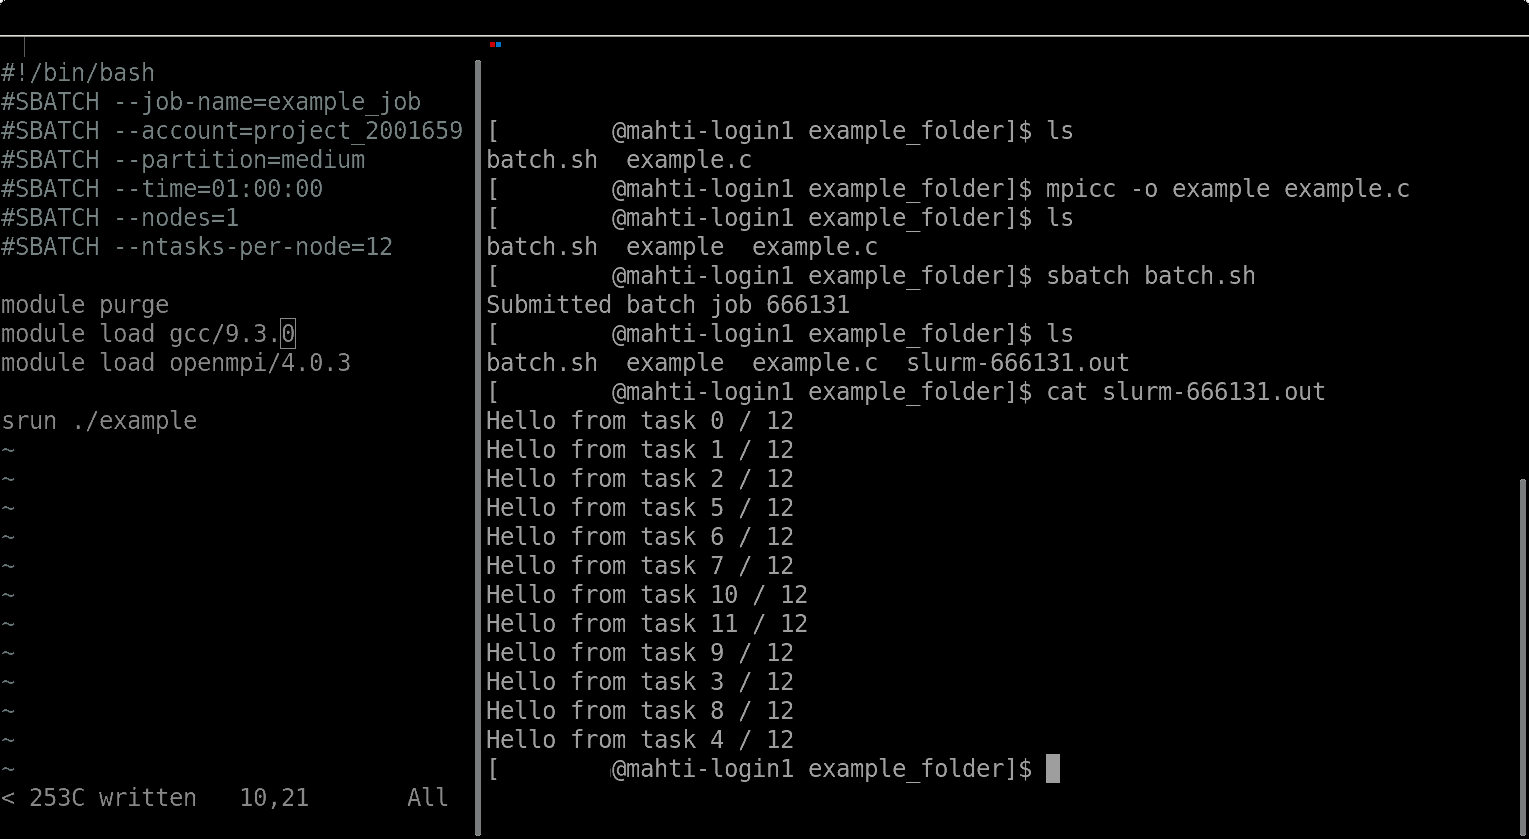 #!/bin/bash
#SBATCH --job-name=example_job
#SBATCH --account=project_2001659
#SBATCH --partition=medium
#SBATCH --time=01:00:00
#SBATCH --nodes=1
#SBATCH --ntasks-per-node=12

module purge
module load gcc/9.3.0
module load openmpi/4.0.3

srun ./example
~
~
~
~
~
~
~
~
~
~
~
~
< 253C written   10,21       All
[        @mahti-login1 example_folder]$ ls
batch.sh  example.c
[        @mahti-login1 example_folder]$ mpicc -o example example.c
[        @mahti-login1 example_folder]$ ls
batch.sh  example  example.c
[        @mahti-login1 example_folder]$ sbatch batch.sh
Submitted batch job 666131
[        @mahti-login1 example_folder]$ ls
batch.sh  example  example.c  slurm-666131.out
[        @mahti-login1 example_folder]$ cat slurm-666131.out
Hello from task 0 / 12
Hello from task 1 / 12
Hello from task 2 / 12
Hello from task 5 / 12
Hello from task 6 / 12
Hello from task 7 / 12
Hello from task 10 / 12
Hello from task 11 / 12
Hello from task 9 / 12
Hello from task 3 / 12
Hello from task 8 / 12
Hello from task 4 / 12
[        @mahti-login1 example_folder]$